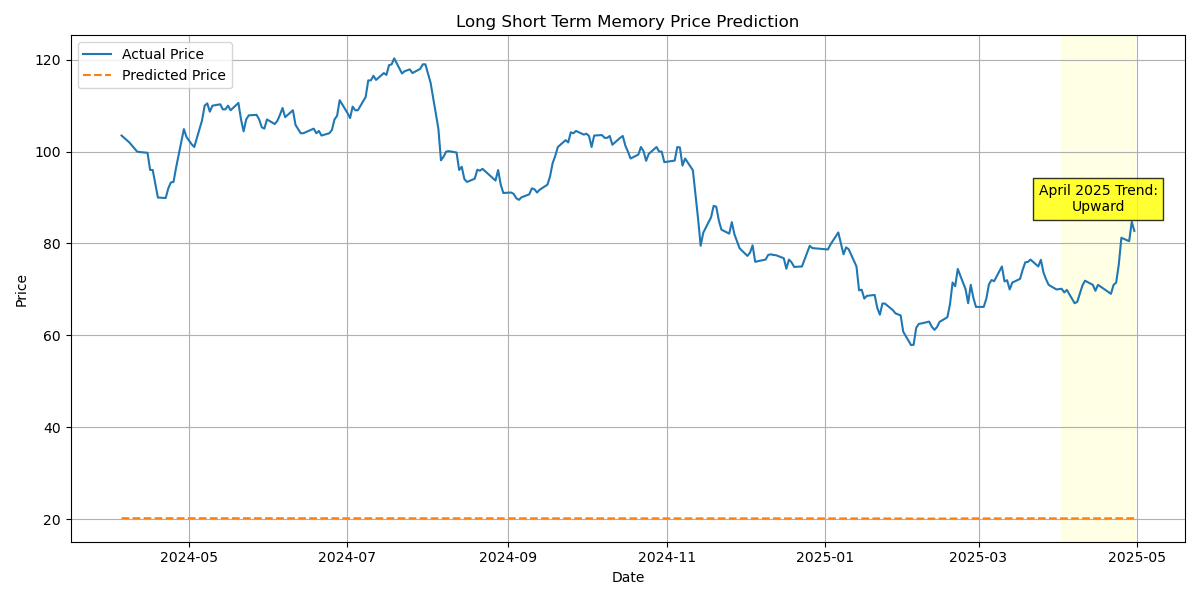 Long Short Term Memory Price Prediction
Actual Price
Predicted Price
April 2025 Trend:
Upward
Price
120
100
80
60
40
20
2024-05
2024-07
2024-09
2024-11
2025-01
2025-03
2025-05
Date